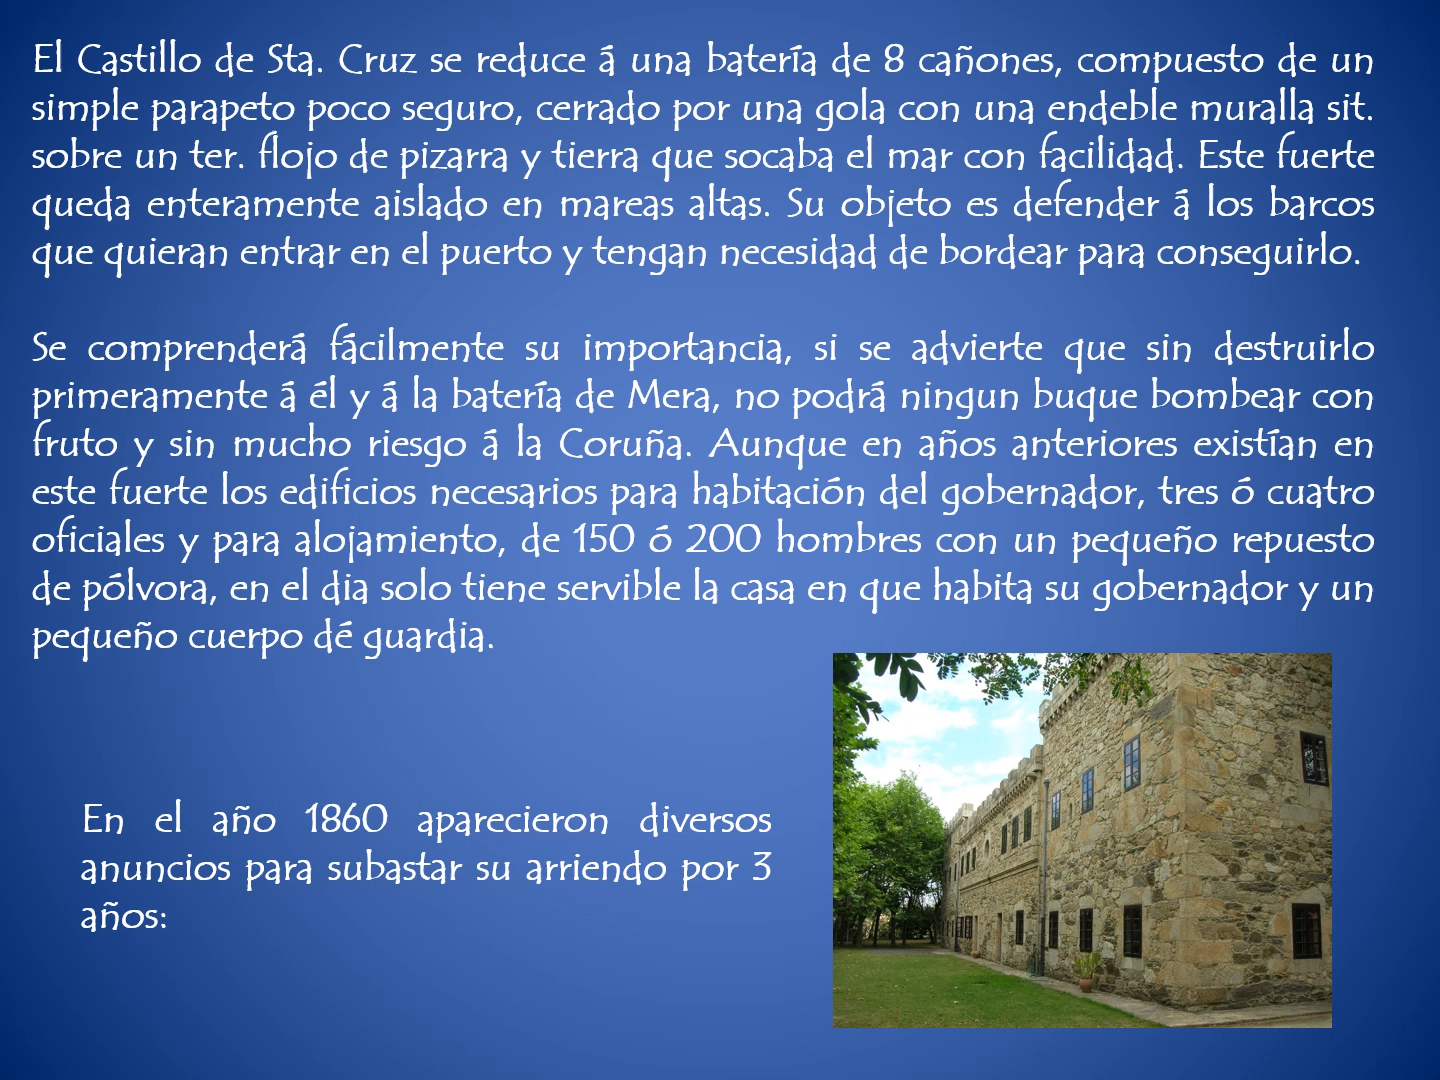 El Castillo de Sta. Cruz se reduce á una batería de 8 cañones, compuesto de un
simple parapeto poco seguro, cerrado por una gola con una endeble muralla sit.
sobre un ter. flojo de pizarra y tierra que socaba el mar con facilidad. Este fuerte
queda enteramente aislado en mareas altas. Su objeto es defender á los barcos
que quieran entrar en el puerto y tengan necesidad de bordear para conseguirlo.
Se comprenderá fácilmente su importancia, si se advierte que sin destruirlo
primeramente á él y á la batería de Mera, no podrá ningun buque bombear con
fruto y sin mucho riesgo á la Coruña. Aunque en años anteriores existían en
este fuerte los edificios necesarios para habitación del gobernador, tres ó cuatro
oficiales y para alojamiento, de 150 ó 200 hombres con un pequeño repuesto
de pólvora, en el dia solo tiene servible la casa en que habita su gobernador y un
pequeño cuerpo dé guardia.
En el año 1860 aparecieron diversos
anuncios para subastar su arriendo por 3
años: